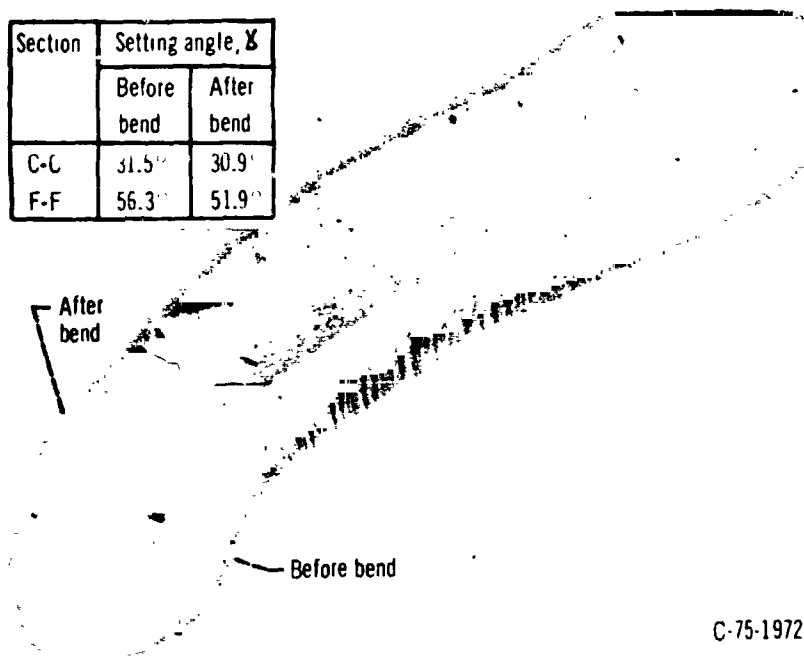 Section Setting angle, ɣ
Before bend After bend
C-C 31.5° 30.9°
F-F 56.3° 51.9°
After
bend
Before bend
C-75-1972